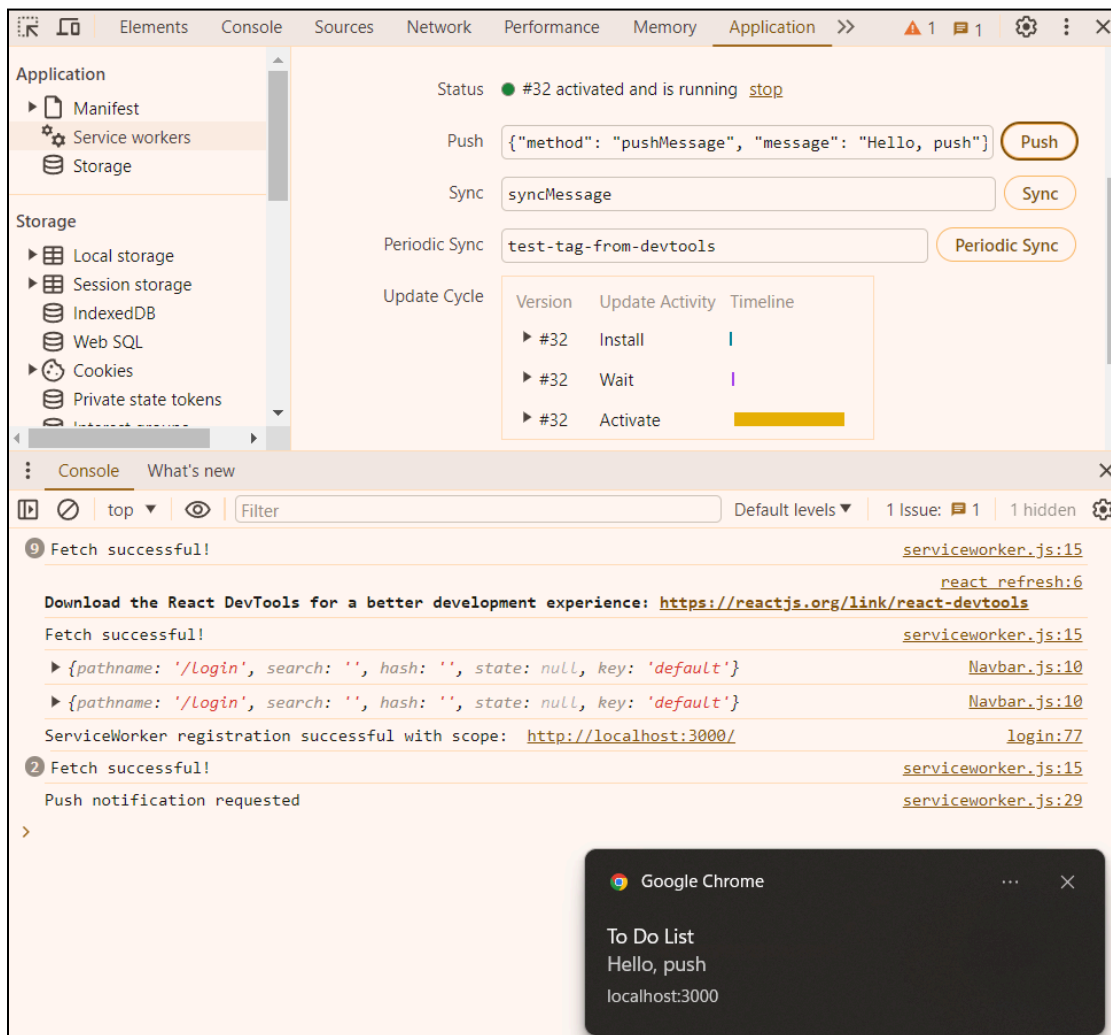 Elements Console Sources Network Performance Memory Application >> 1 1
Application
Manifest
Service workers
Storage
Storage
Local storage
Session storage
IndexedDB
Web SQL
Cookies
Private state tokens
Interest groups
Status #32 activated and is running stop
Push {"method": "pushMessage", "message": "Hello, push"} Push
Sync syncMessage Sync
Periodic Sync test-tag-from-devtools Periodic Sync
Update Cycle Version Update Activity Timeline
#32 Install
#32 Wait
#32 Activate
Console What's new
top Filter Default levels 1 Issue: 1 1 hidden
9 Fetch successful! serviceworker.js:15
react refresh:6
Download the React DevTools for a better development experience: https://reactjs.org/link/react-devtools
Fetch successful! serviceworker.js:15
{pathname: '/login', search: '', hash: '', state: null, key: 'default'} Navbar.js:10
{pathname: '/login', search: '', hash: '', state: null, key: 'default'} Navbar.js:10
ServiceWorker registration successful with scope: http://localhost:3000/ login:77
2 Fetch successful! serviceworker.js:15
Push notification requested serviceworker.js:29
>
Google Chrome ...
To Do List
Hello, push
localhost:3000